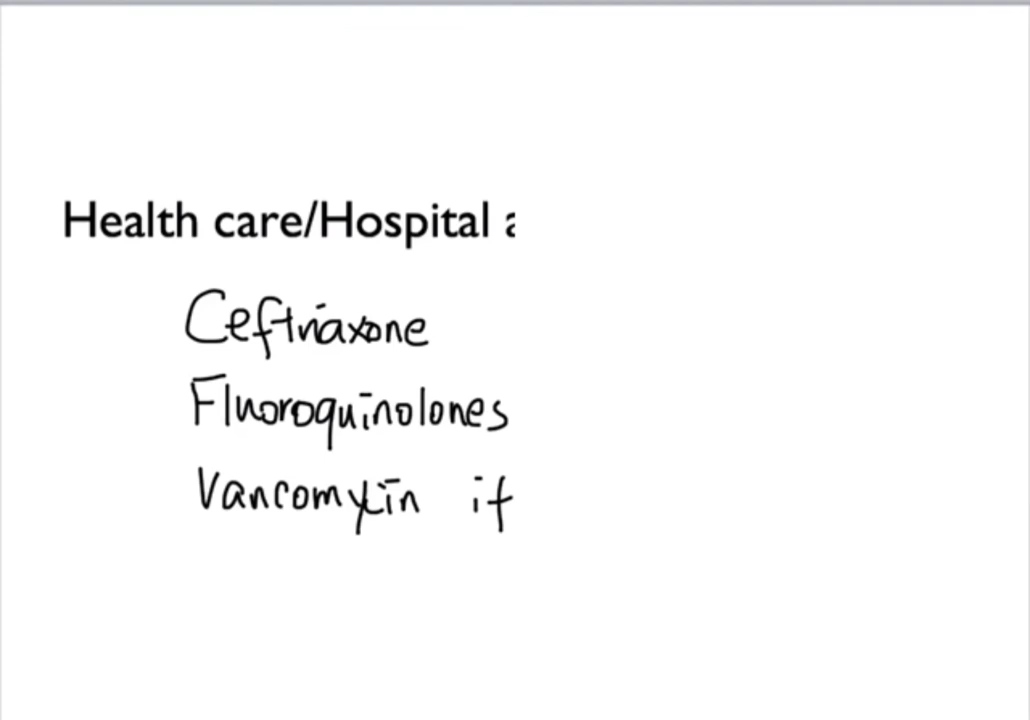 Health care/Hospital
Ceftriaxone
Fluoroquinolones
Vancomycin if